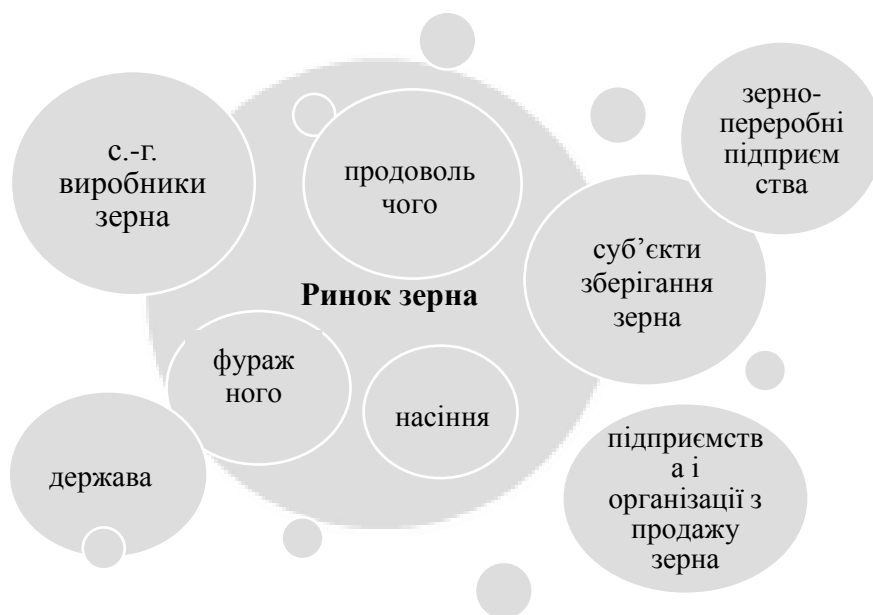 с.-г.
виробники
зерна
продоволь
чого
зерно-
переробні
підприєм
ства
суб’єкти
зберігання
зерна
Ринок зерна
фураж
ного
насіння
держава
підприємств
а і
організації з
продажу
зерна